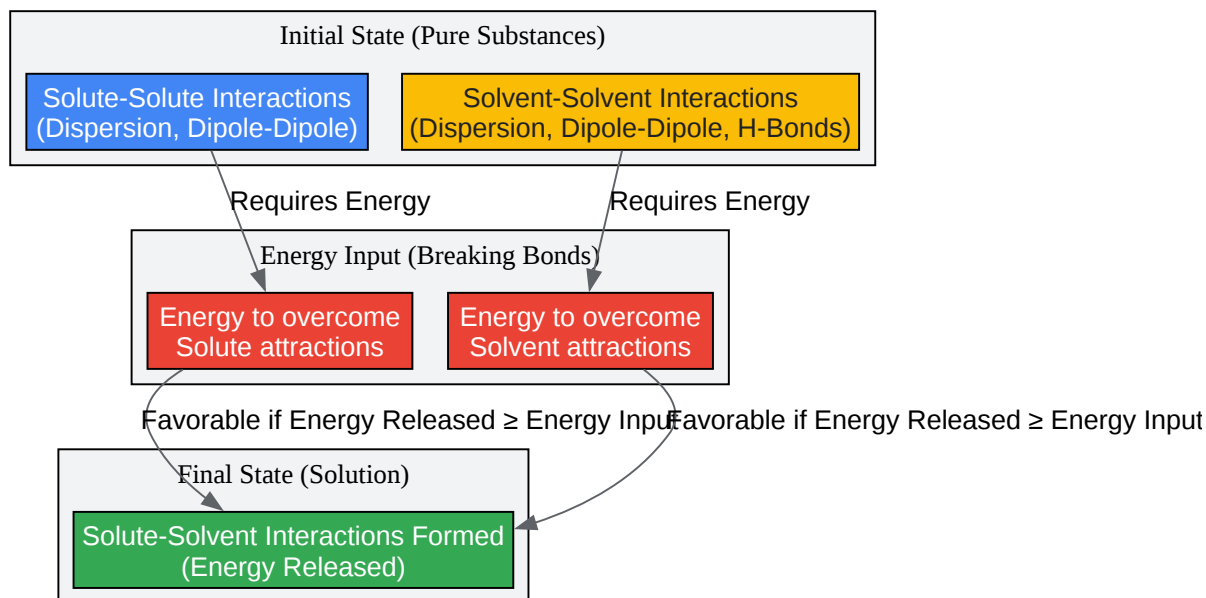 Initial State (Pure Substances)
Solute-Solute Interactions
(Dispersion, Dipole-Dipole)
Solvent-Solvent Interactions
(Dispersion, Dipole-Dipole, H-Bonds)
Requires Energy
Requires Energy
Energy Input (Breaking Bonds)
Energy to overcome
Solute attractions
Energy to overcome
Solvent attractions
Favorable if Energy Released ≥ Energy Input
Favorable if Energy Released ≥ Energy Input
Final State (Solution)
Solute-Solvent Interactions Formed
(Energy Released)